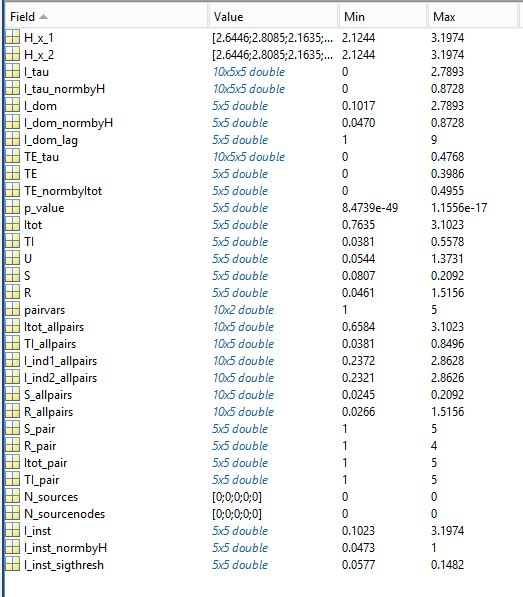 Field Value Min Max
H_x_1 [2.6446;2.8085;2.1635;... 2.1244 3.1974
H_x_2 [2.6446;2.8085;2.1635;... 2.1244 3.1974
I_tau 10x5x5 double 0 2.7893
I_tau_normbyH 10x5x5 double 0 0.8728
I_dom 5x5 double 0.1017 2.7893
I_dom_normbyH 5x5 double 0.0470 0.8728
I_dom_lag 5x5 double 1 9
TE_tau 10x5x5 double 0 0.4768
TE 5x5 double 0 0.3986
TE_normbyItot 5x5 double 0 0.4955
p_value 5x5 double 8.4739e-49 1.1556e-17
Itot 5x5 double 0.7635 3.1023
TI 5x5 double 0.0381 0.5578
U 5x5 double 0.0544 1.3731
S 5x5 double 0.0807 0.2092
R 5x5 double 0.0461 1.5156
pairvars 10x2 double 1 5
Itot_allpairs 10x5 double 0.6584 3.1023
TI_allpairs 10x5 double 0.0381 0.8496
I_ind1_allpairs 10x5 double 0.2372 2.8628
I_ind2_allpairs 10x5 double 0.2321 2.8626
S_allpairs 10x5 double 0.0245 0.2092
R_allpairs 10x5 double 0.0266 1.5156
S_pair 5x5 double 1 5
R_pair 5x5 double 1 4
Itot_pair 5x5 double 1 5
TI_pair 5x5 double 1 5
N_sources [0;0;0;0;0] 0 0
N_sourcenodes [0;0;0;0;0] 0 0
I_inst 5x5 double 0.1023 3.1974
I_inst_normbyH 5x5 double 0.0473 1
I_inst_sigthresh 5x5 double 0.0577 0.1482